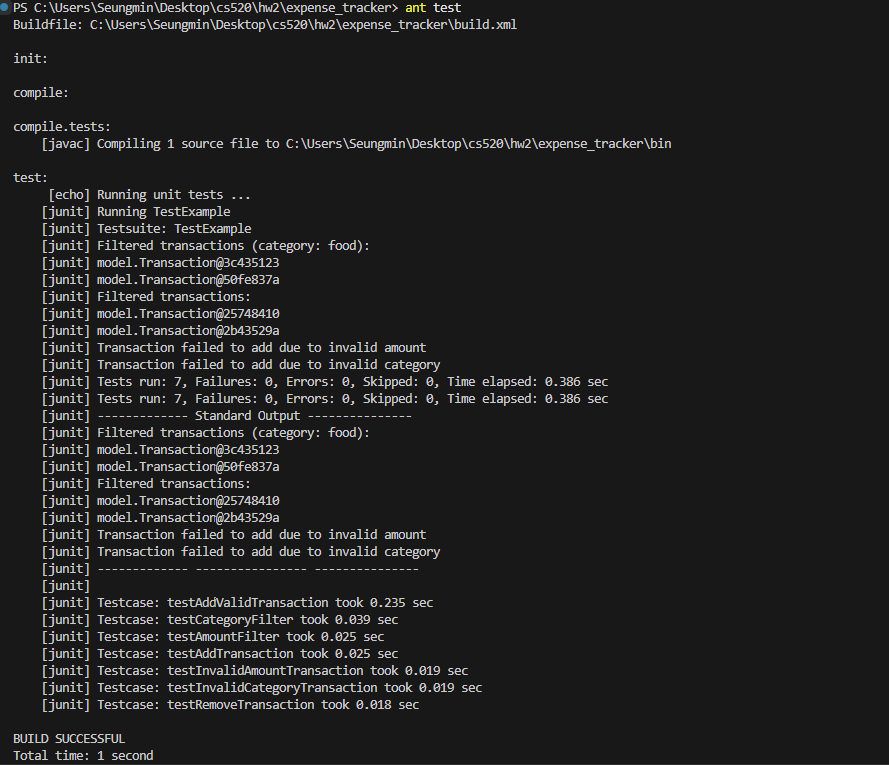 PS C:\Users\Seungmin\Desktop\cs520\hw2\expense_tracker> ant test
Buildfile: C:\Users\Seungmin\Desktop\cs520\hw2\expense_tracker\build.xml
init:
compile:
compile.tests:
[javac] Compiling 1 source file to C:\Users\Seungmin\Desktop\cs520\hw2\expense_tracker\bin
test:
[echo] Running unit tests ...
[junit] Running TestExample
[junit] Testsuite: TestExample
[junit] Filtered transactions (category: food):
[junit] model.Transaction@3c435123
[junit] model.Transaction@50fe837a
[junit] Filtered transactions:
[junit] model.Transaction@25748410
[junit] model.Transaction@2b43529a
[junit] Transaction failed to add due to invalid amount
[junit] Transaction failed to add due to invalid category
[junit] Tests run: 7, Failures: 0, Errors: 0, Skipped: 0, Time elapsed: 0.386 sec
[junit] Tests run: 7, Failures: 0, Errors: 0, Skipped: 0, Time elapsed: 0.386 sec
[junit] ------------- Standard Output ---------------
[junit] Filtered transactions (category: food):
[junit] model.Transaction@3c435123
[junit] model.Transaction@50fe837a
[junit] Filtered transactions:
[junit] model.Transaction@25748410
[junit] model.Transaction@2b43529a
[junit] Transaction failed to add due to invalid amount
[junit] Transaction failed to add due to invalid category
[junit] ------------- ---------------- ---------------
[junit]
[junit] Testcase: testAddValidTransaction took 0.235 sec
[junit] Testcase: testCategoryFilter took 0.039 sec
[junit] Testcase: testAmountFilter took 0.025 sec
[junit] Testcase: testAddTransaction took 0.025 sec
[junit] Testcase: testInvalidAmountTransaction took 0.019 sec
[junit] Testcase: testInvalidCategoryTransaction took 0.019 sec
[junit] Testcase: testRemoveTransaction took 0.018 sec
BUILD SUCCESSFUL
Total time: 1 second